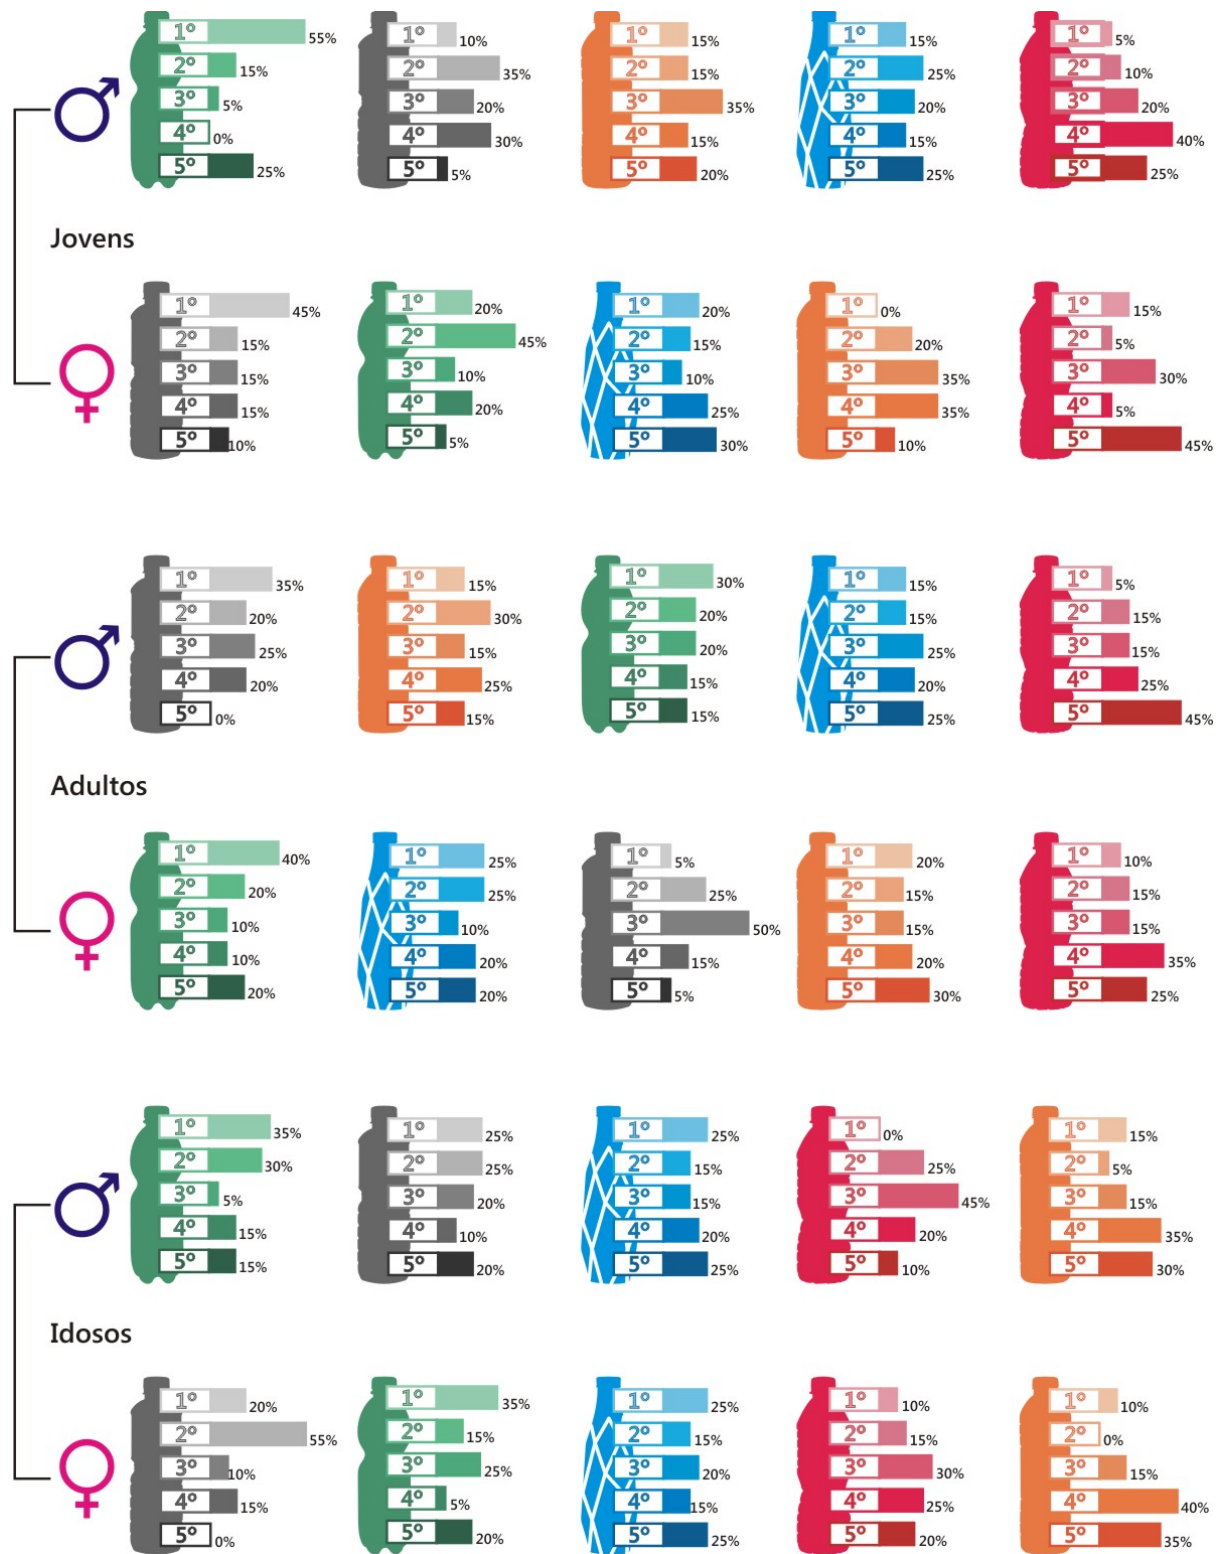 1º 55% 1º 10% 1º 15% 1º 15% 1º 5%
2º 15% 2º 35% 2º 15% 2º 25% 2º 10%
3º 5% 3º 20% 3º 35% 3º 20% 3º 20%
4º 0% 4º 30% 4º 15% 4º 15% 4º 40%
5º 25% 5º 5% 5º 20% 5º 25% 5º 25%
Jovens
1º 45% 1º 20% 1º 20% 1º 0% 1º 15%
2º 15% 2º 45% 2º 15% 2º 20% 2º 5%
3º 15% 3º 10% 3º 10% 3º 35% 3º 30%
4º 15% 4º 20% 4º 25% 4º 35% 4º 5%
5º 10% 5º 5% 5º 30% 5º 10% 5º 45%
1º 35% 1º 15% 1º 30% 1º 15% 1º 5%
2º 20% 2º 30% 2º 20% 2º 15% 2º 15%
3º 25% 3º 15% 3º 20% 3º 25% 3º 15%
4º 20% 4º 25% 4º 15% 4º 20% 4º 25%
5º 0% 5º 15% 5º 15% 5º 25% 5º 45%
Adultos
1º 40% 1º 25% 1º 5% 1º 20% 1º 10%
2º 20% 2º 25% 2º 25% 2º 15% 2º 15%
3º 10% 3º 10% 3º 50% 3º 15% 3º 15%
4º 10% 4º 20% 4º 15% 4º 20% 4º 35%
5º 20% 5º 20% 5º 5% 5º 30% 5º 25%
1º 35% 1º 25% 1º 25% 1º 0% 1º 15%
2º 30% 2º 25% 2º 15% 2º 25% 2º 5%
3º 5% 3º 20% 3º 15% 3º 45% 3º 15%
4º 15% 4º 10% 4º 20% 4º 20% 4º 35%
5º 15% 5º 20% 5º 25% 5º 10% 5º 30%
Idosos
1º 20% 1º 35% 1º 25% 1º 10% 1º 10%
2º 55% 2º 15% 2º 15% 2º 15% 2º 0%
3º 10% 3º 25% 3º 20% 3º 30% 3º 15%
4º 15% 4º 5% 4º 15% 4º 25% 4º 40%
5º 0% 5º 20% 5º 25% 5º 20% 5º 35%